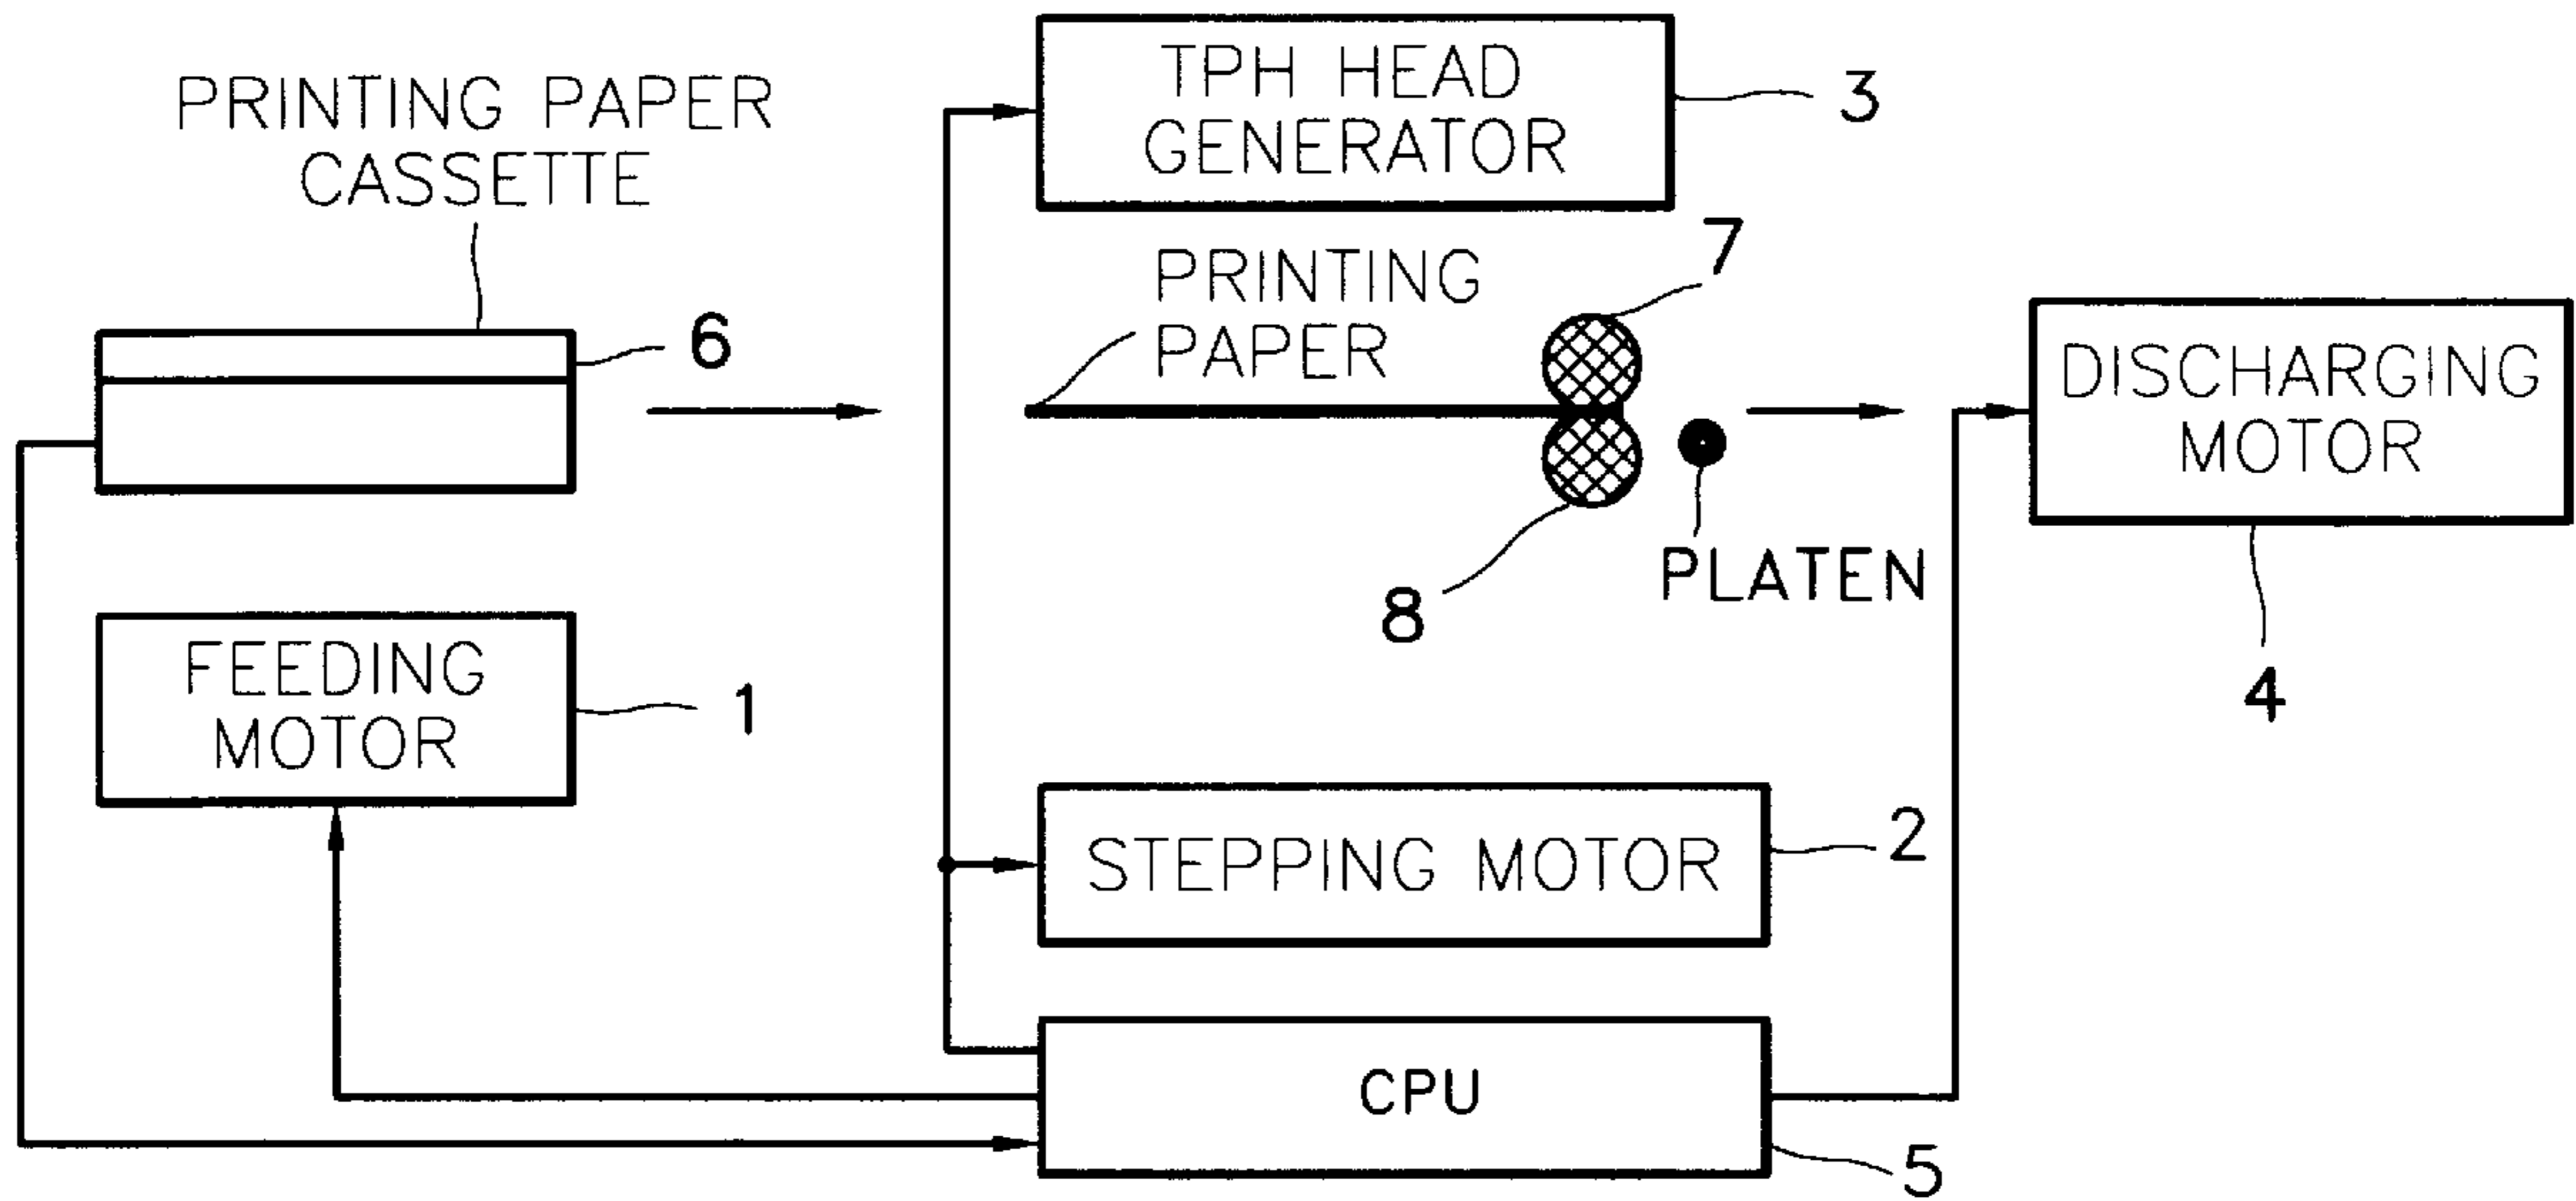 PRINTING PAPER
CASSETTE
6
FEEDING
MOTOR
1
TPH HEAD
GENERATOR
3
PRINTING
PAPER
7
8
PLATEN
DISCHARGING
MOTOR
4
STEPPING MOTOR
2
CPU
5